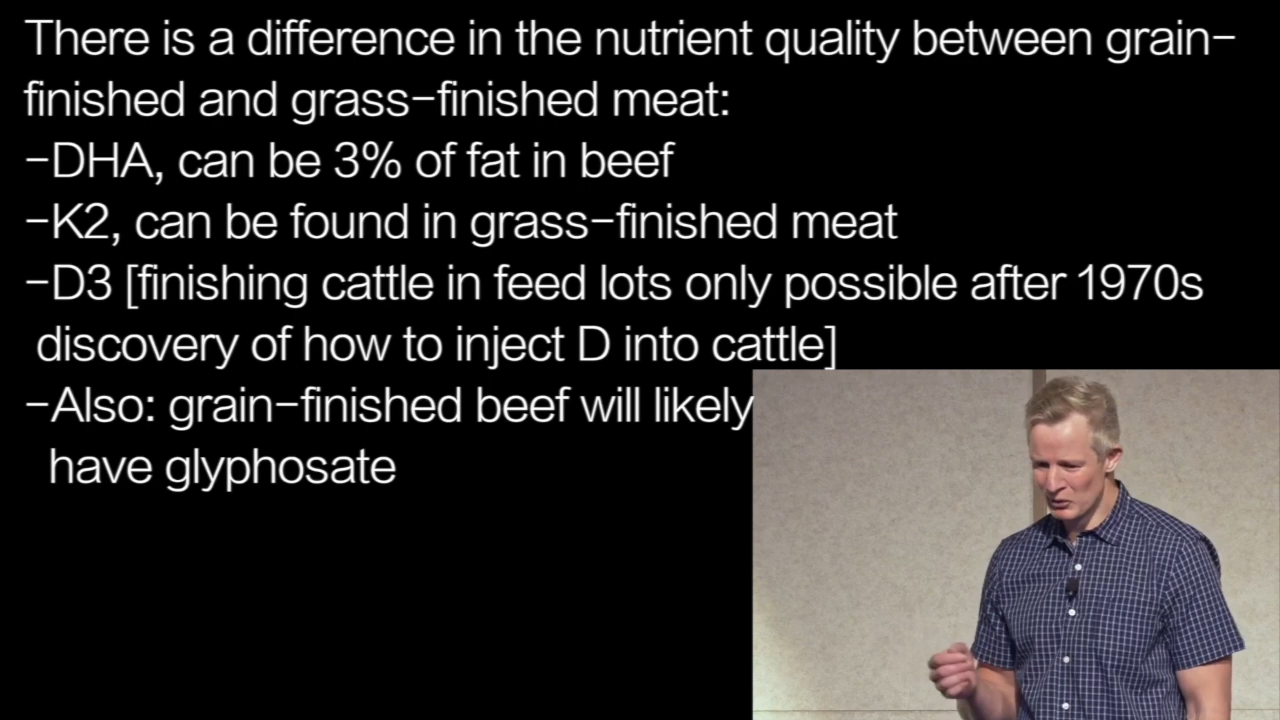 There is a difference in the nutrient quality between grain-
finished and grass-finished meat:
-DHA, can be 3% of fat in beef
-K2, can be found in grass-finished meat
-D3 [finishing cattle in feed lots only possible after 1970s
discovery of how to inject D into cattle]
-Also: grain-finished beef will likely
have glyphosate